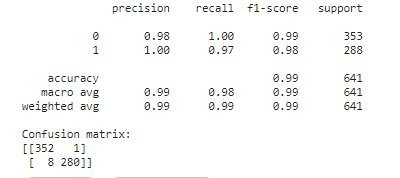 precision recall f1-score support
0 0.98 1.00 0.99 353
1 1.00 0.97 0.98 288
accuracy 0.99 641
macro avg 0.99 0.98 0.99 641
weighted avg 0.99 0.99 0.99 641
Confusion matrix:
[[352 1]
[ 8 280]]